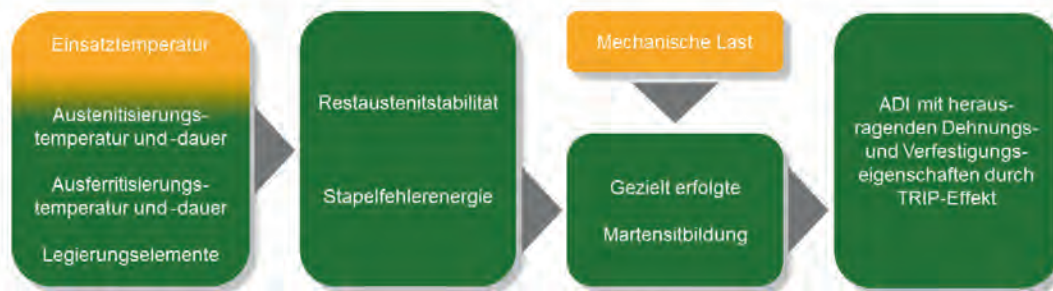 Einsatztemperatur
Austenitisierungs-
temperatur und -dauer
Ausferritisierungs-
temperatur und -dauer
Legierungselemente
Restaustenitstabilität
Stapelfehlerenergie
Mechanische Last
Gezielt erfolgte
Martensitbildung
ADI mit heraus-
ragenden Dehnungs-
und Verfestigungs-
eigenschaften durch
TRIP-Effekt